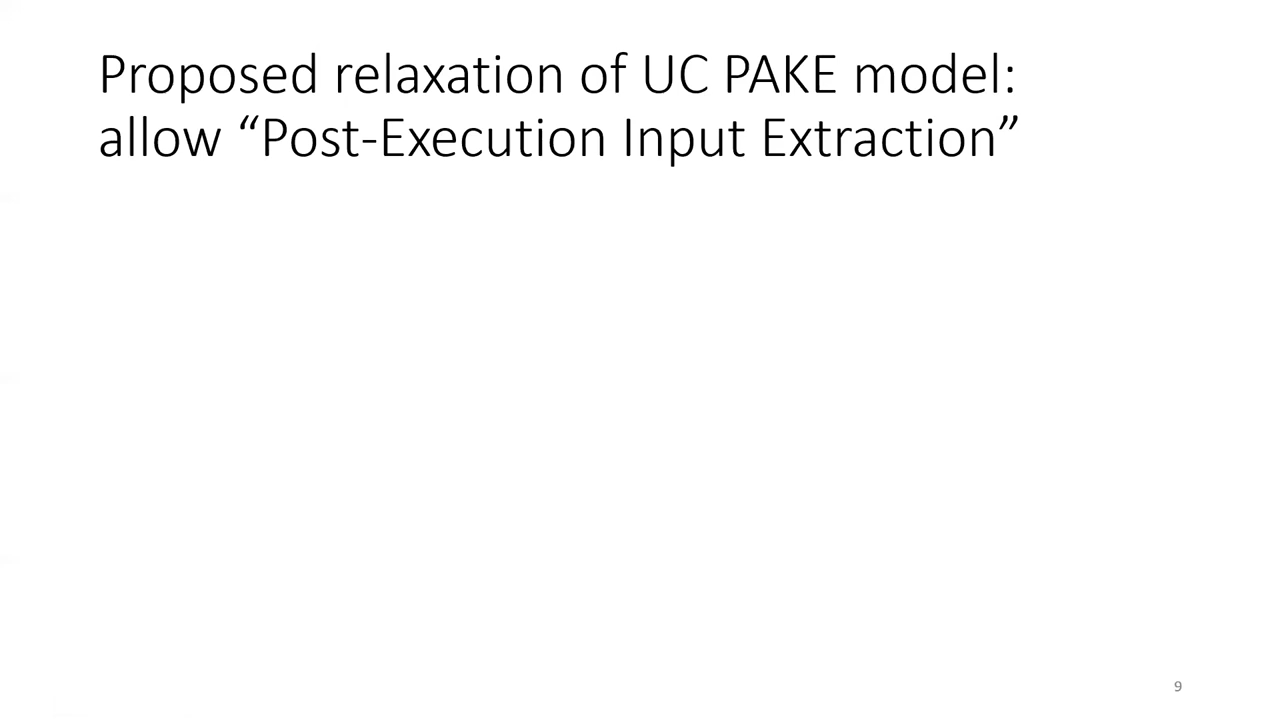 Proposed relaxation of UC PAKE model:
allow “Post-Execution Input Extraction”
9